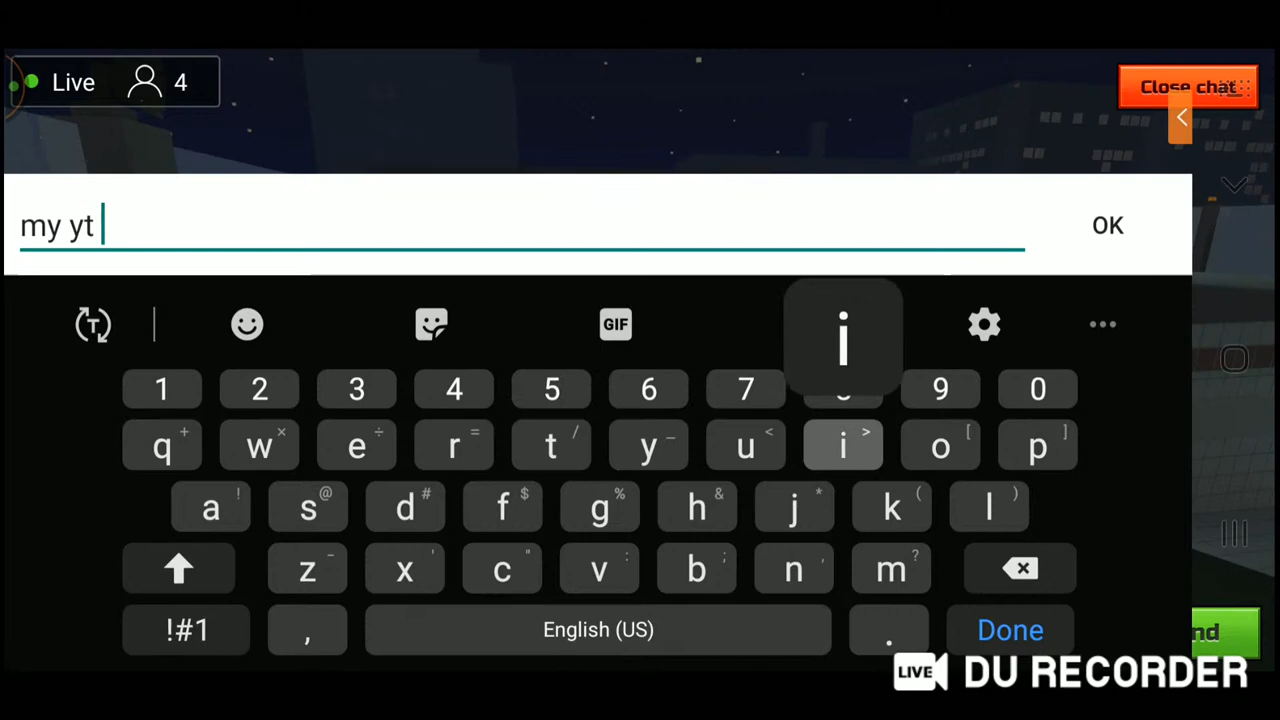 Live 4
Close chat
my yt
OK
GIF
i
1 2 3 4 5 6 7 9 0
q + w × e ÷ r = t / y _ u < i > o [ p ]
a ! s @ d # f $ g % h & j * k ( l )
z - x ' c " v : b ; n , m ?
!#1 , English (US) . Done
nd
LIVE DU RECORDER